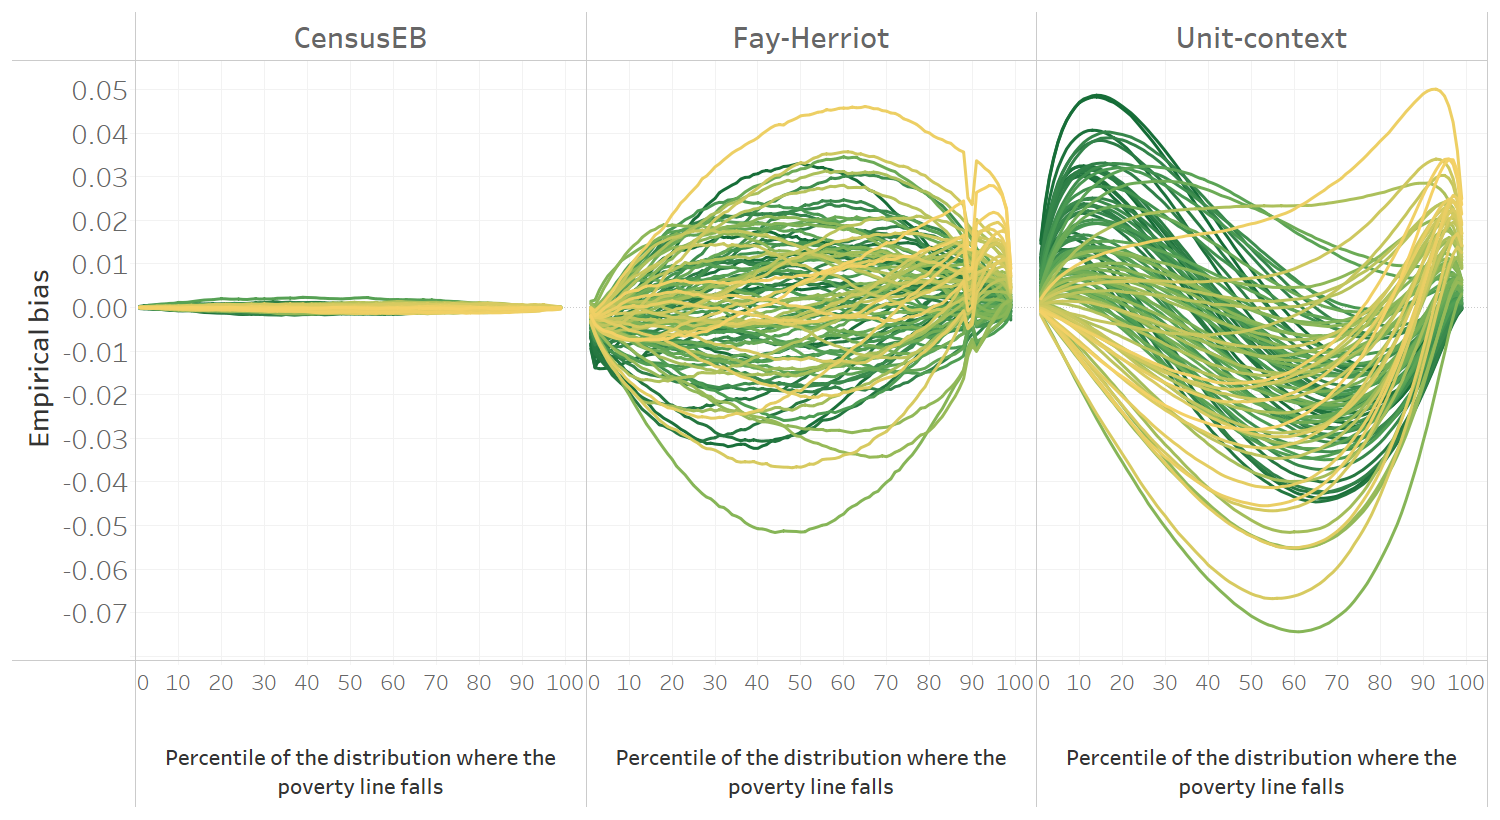 CensusEB Fay-Herriot Unit-context
Empirical bias
0.05
0.04
0.03
0.02
0.01
0.00
-0.01
-0.02
-0.03
-0.04
-0.05
-0.06
-0.07
0 10 20 30 40 50 60 70 80 90 100 0 10 20 30 40 50 60 70 80 90 100 0 10 20 30 40 50 60 70 80 90 100
Percentile of the distribution where the
poverty line falls
Percentile of the distribution where the
poverty line falls
Percentile of the distribution where the
poverty line falls